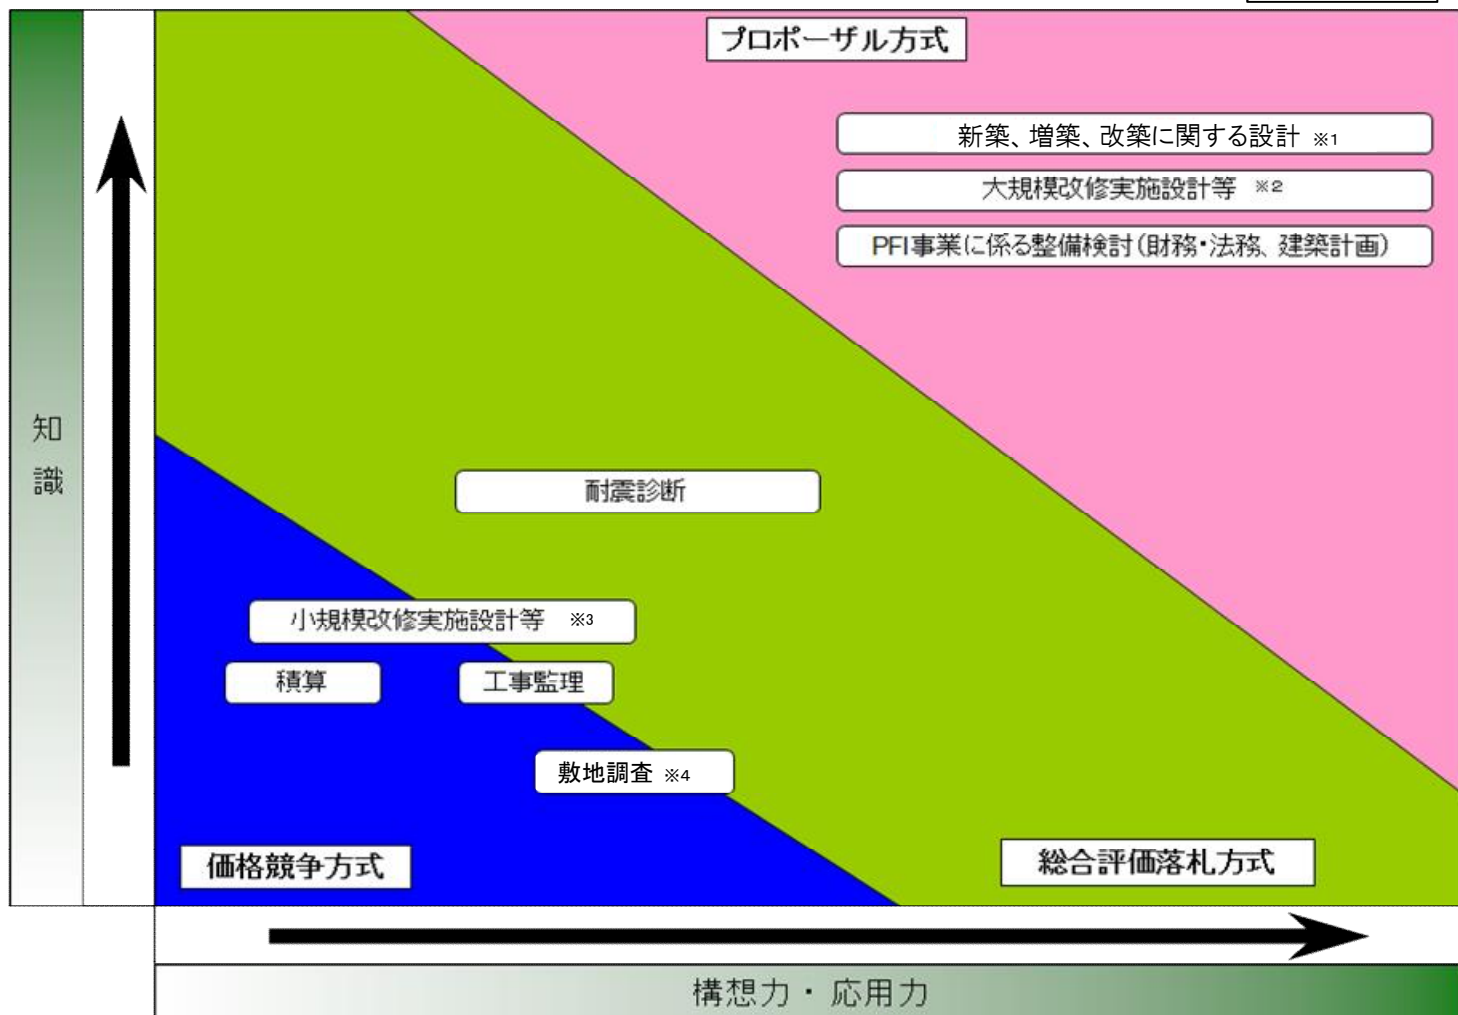 プロポーザル方式
新築、増築、改築に関する設計 ※1
大規模改修実施設計等 ※2
PFI事業に係る整備検討(財務・法務、建築計画)
知
識
耐震診断
小規模改修実施設計等 ※3
積算
工事監理
敷地調査 ※4
価格競争方式
総合評価落札方式
構想力・応用力